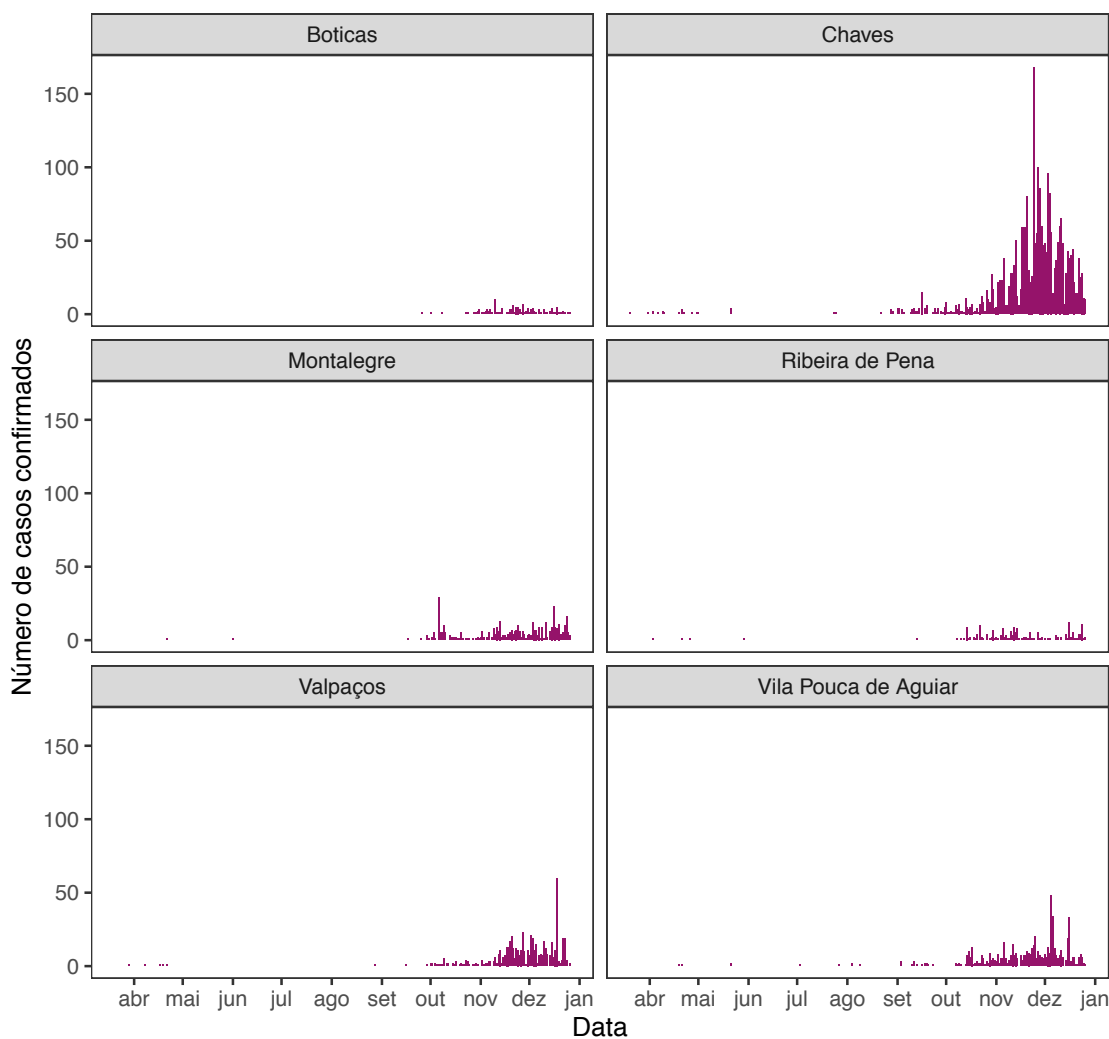 Boticas
Chaves
150
100
50
0
Montalegre
Ribeira de Pena
150
100
50
0
Valpaços
Vila Pouca de Aguiar
150
100
50
0
abr mai jun jul ago set out nov dez jan
abr mai jun jul ago set out nov dez jan
Data
Número de casos confirmados